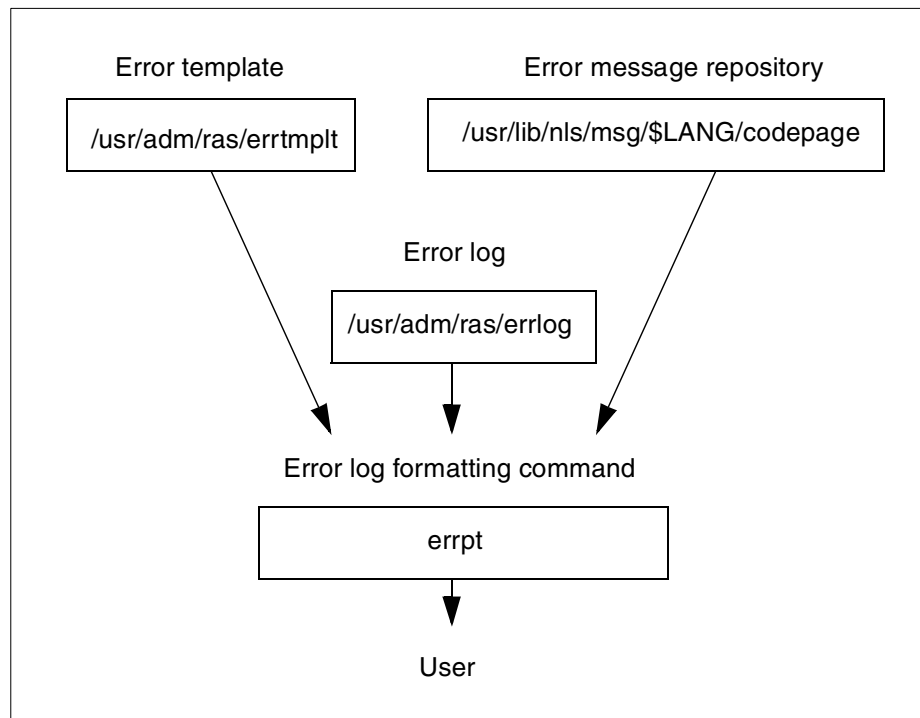 Error template
Error message repository
/usr/adm/ras/errtmplt
/usr/lib/nls/msg/$LANG/codepage
Error log
/usr/adm/ras/errlog
Error log formatting command
errpt
User